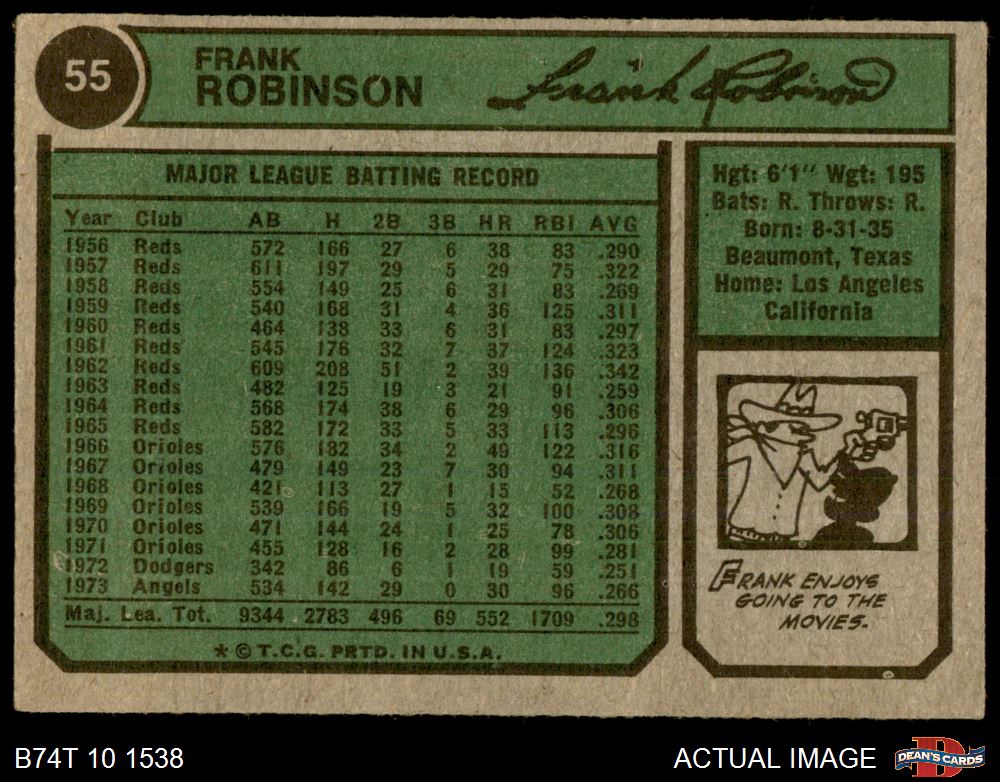 55
FRANK
ROBINSON
Frank Robinson
MAJOR LEAGUE BATTING RECORD
Year Club AB H 2B 3B HR RBI AVG
1956 Reds 572 166 27 6 38 83 .290
1957 Reds 611 197 29 5 29 75 .322
1958 Reds 554 149 25 6 31 83 .269
1959 Reds 540 168 31 4 36 125 .311
1960 Reds 464 138 33 6 31 83 .297
1961 Reds 545 176 32 7 37 124 .323
1962 Reds 609 208 51 2 39 136 .342
1963 Reds 482 125 19 3 21 91 .259
1964 Reds 568 174 38 6 29 96 .306
1965 Reds 582 172 33 5 33 113 .296
1966 Orioles 576 182 34 2 49 122 .316
1967 Orioles 479 149 23 7 30 94 .311
1968 Orioles 421 113 27 1 15 52 .268
1969 Orioles 539 166 19 5 32 100 .308
1970 Orioles 471 144 24 1 25 78 .306
1971 Orioles 455 128 16 2 28 99 .281
1972 Dodgers 342 86 6 1 19 59 .251
1973 Angels 534 142 29 0 30 96 .266
Maj. Lea. Tot. 9344 2783 496 69 552 1709 .298
* © T.C.G. PRTD. IN U.S.A.
Hgt: 6'1" Wgt: 195
Bats: R. Throws: R.
Born: 8-31-35
Beaumont, Texas
Home: Los Angeles
California
FRANK ENJOYS
GOING TO THE
MOVIES.
B74T 10 1538
ACTUAL IMAGE
D
DEAN'S CARDS